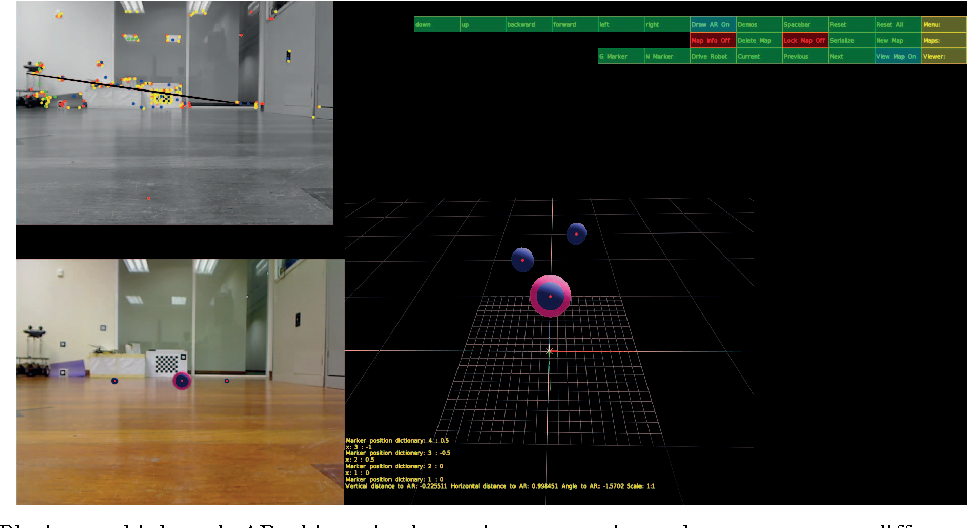 down up backward forward left right Draw AR On Demos Spacebar Reset Reset All Menu:
Map Info Off Delete Map Lock Map Off Serialize New Map Maps:
G Marker N Marker Drive Robot Current Previous Next View Map On Viewer:
Marker position dictionary: 4 : 0.5
x: 3 : -1
Marker position dictionary: 3 : -0.5
x: 2 : 0.5
Marker position dictionary: 2 : 0
x: 1 : 0
Marker position dictionary: 1 : 0
Vertical distance to AR: -0.225511 Horizontal distance to AR: 0.998451 Angle to AR: -1.5702 Scale: 1:1